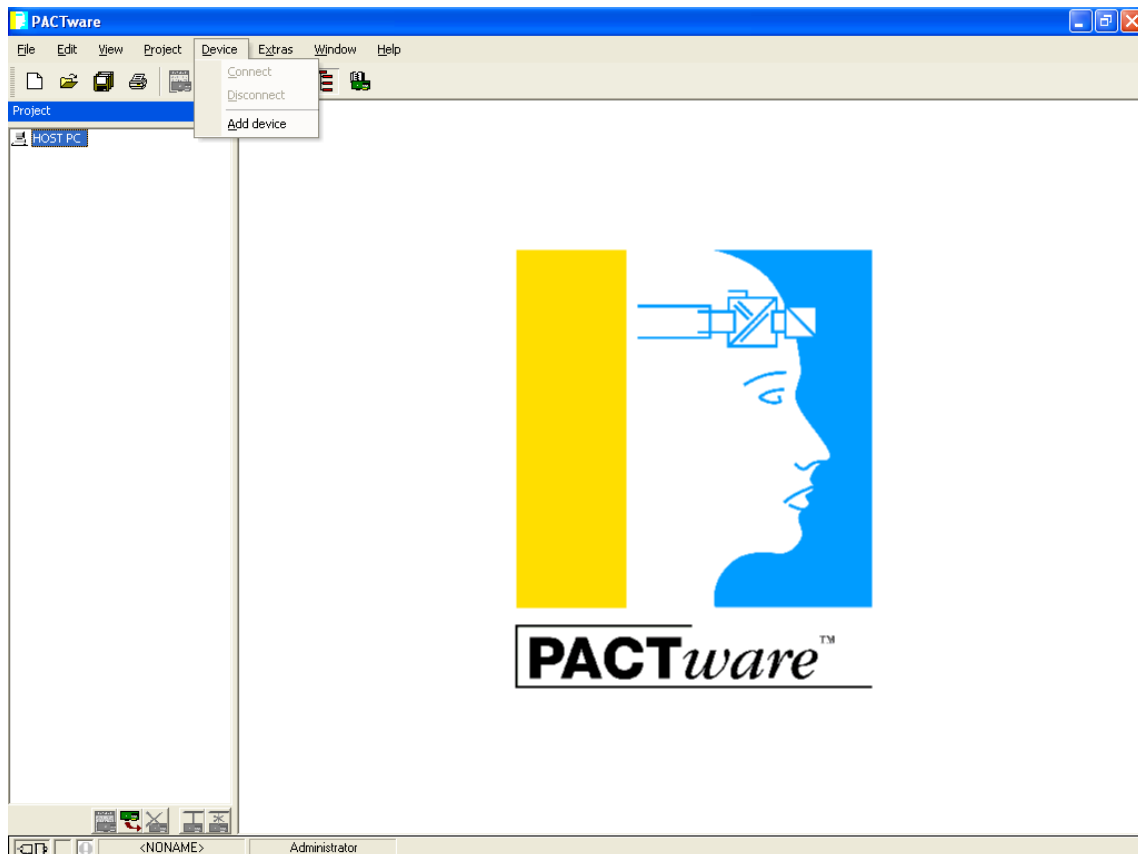 PACTware
File Edit View Project Device Extras Window Help
Connect
Disconnect
Add device
Project
HOST PC
PACTware™
<NONAME> Administrator